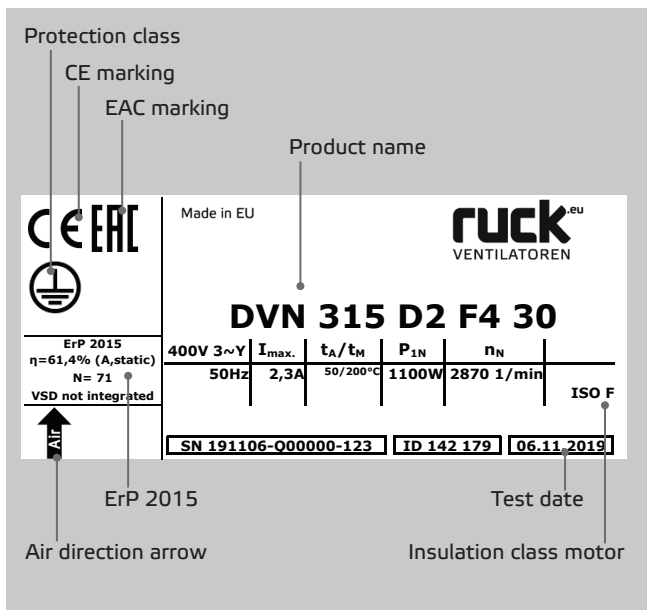 Protection class
CE marking
EAC marking
Product name
CE EAC
Made in EU
ruck.eu
VENTILATOREN
DVN 315 D2 F4 30
ErP 2015
η=61,4% (A,static)
N= 71
VSD not integrated
400V 3~Y Imax. tA/tM P1N nN
50Hz 2,3A 50/200°C 1100W 2870 1/min
ISO F
Air
SN 191106-Q00000-123 ID 142 179 06.11.2019
ErP 2015
Test date
Air direction arrow
Insulation class motor